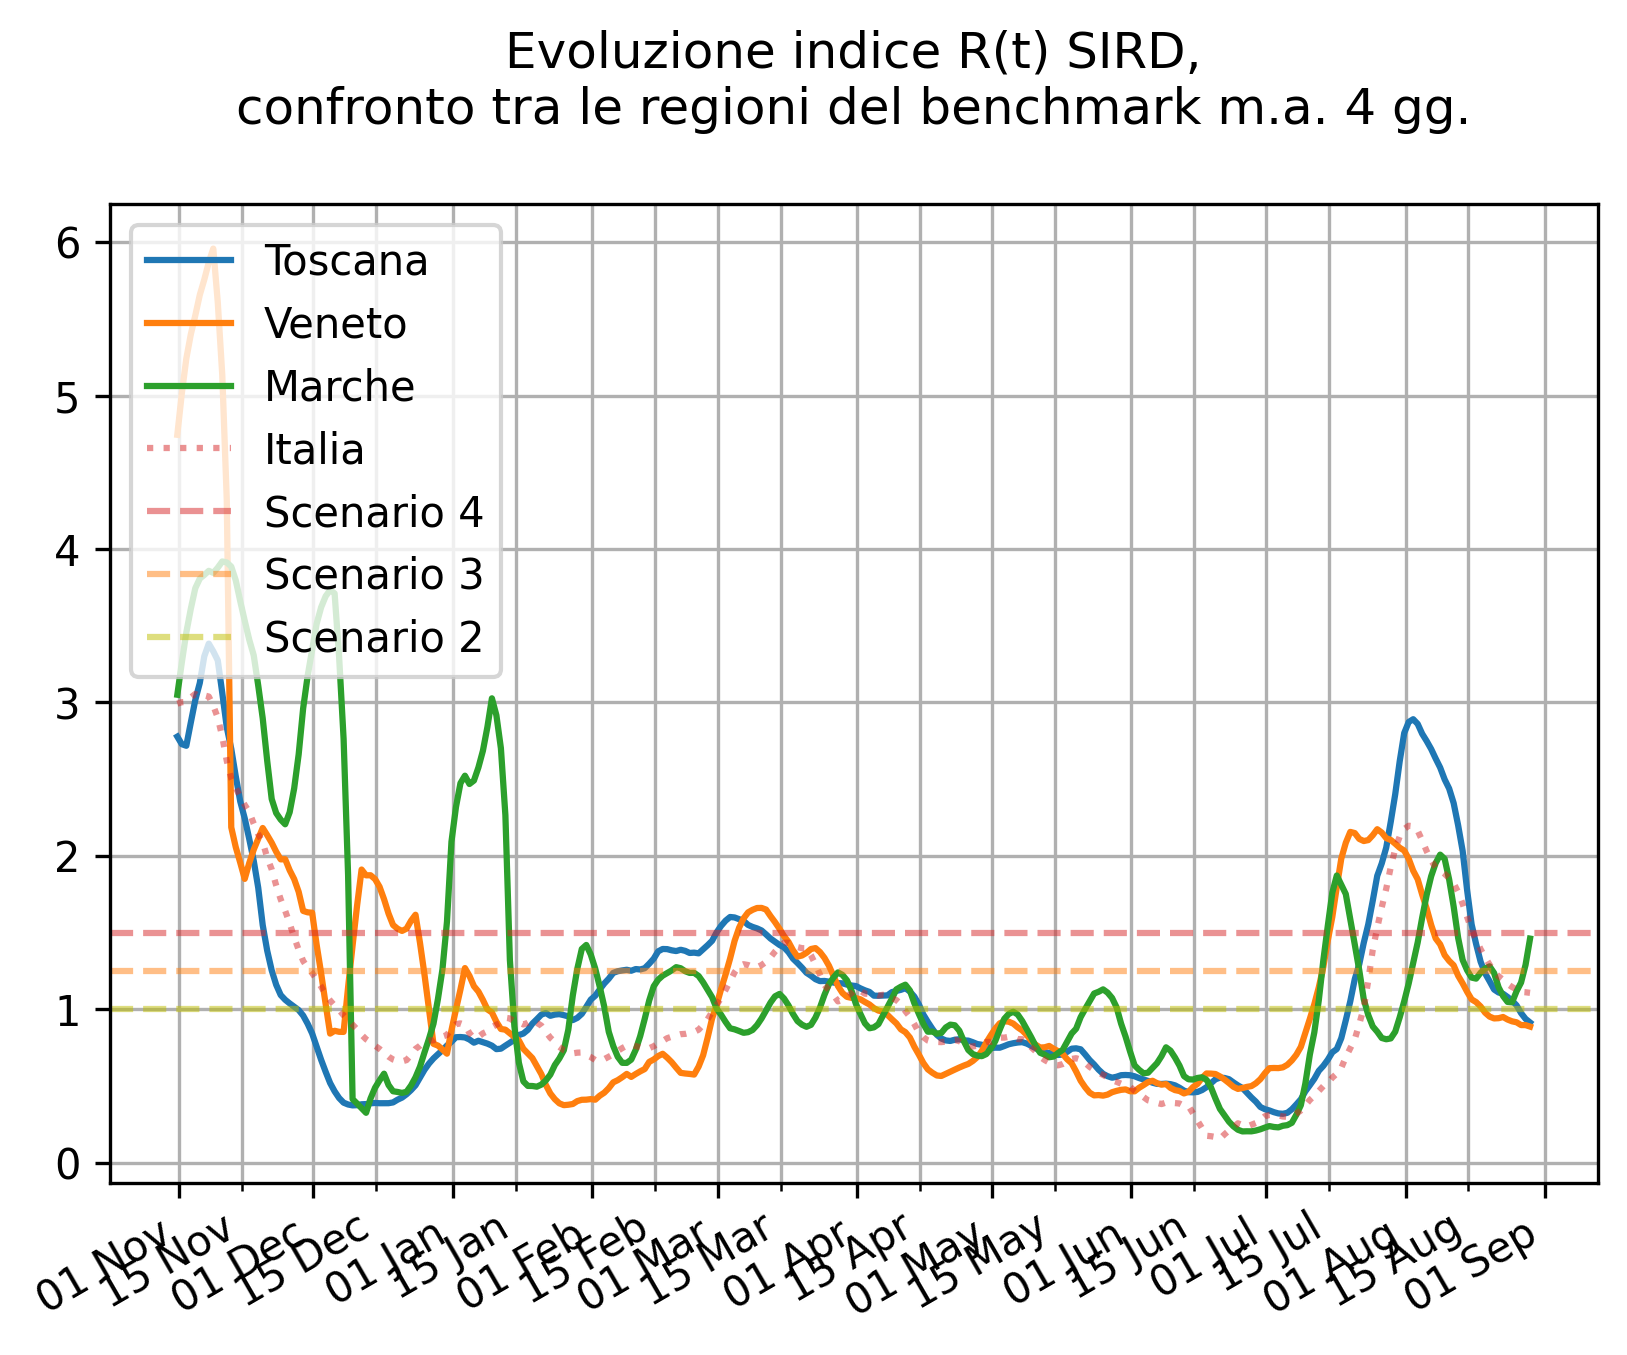 Evoluzione indice R(t) SIRD,
confronto tra le regioni del benchmark m.a. 4 gg.
6
5
4
3
2
1
0
Toscana
Veneto
Marche
Italia
Scenario 4
Scenario 3
Scenario 2
01 Nov
15 Nov
01 Dec
15 Dec
01 Jan
15 Jan
01 Feb
15 Feb
01 Mar
15 Mar
01 Apr
15 Apr
01 May
15 May
01 Jun
15 Jun
01 Jul
15 Jul
01 Aug
15 Aug
01 Sep